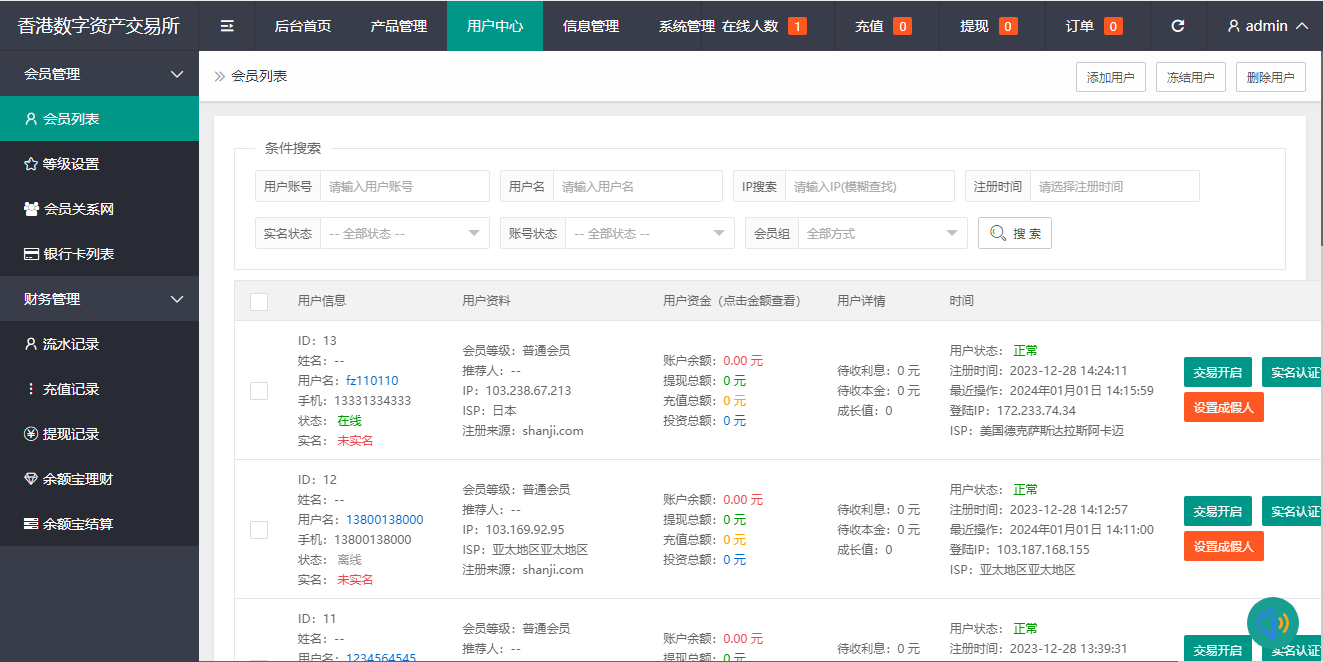 香港数字资产交易所
后台首页 产品管理 用户中心 信息管理 系统管理 在线人数 1 充值 0 提现 0 订单 0 admin
会员管理
会员列表
等级设置
会员关系网
银行卡列表
财务管理
流水记录
充值记录
提现记录
余额宝理财
余额宝结算
会员列表 添加用户 冻结用户 删除用户
条件搜索
用户账号 请输入用户账号 用户名 请输入用户名 IP搜索 请输入IP(模糊查找) 注册时间 请选择注册时间
实名状态 -- 全部状态 -- 账号状态 -- 全部状态 -- 会员组 全部方式 搜 索
用户信息 用户资料 用户资金（点击金额查看） 用户详情 时间
ID：13
姓名：--
用户名：fz110110
手机：13331334333
状态：在线
实名：未实名
会员等级：普通会员
推荐人：--
IP：103.238.67.213
ISP：日本
注册来源：shanji.com
账户余额：0.00 元
提现总额：0 元
充值总额：0 元
投资总额：0 元
待收利息：0 元
待收本金：0 元
成长值：0
用户状态：正常
注册时间：2023-12-28 14:24:11
最近操作：2024年01月01日 14:15:59
登陆IP：172.233.74.34
ISP：美国德克萨斯达拉斯阿卡迈
交易开启 实名认证
设置成假人
ID：12
姓名：--
用户名：13800138000
手机：13800138000
状态：离线
实名：未实名
会员等级：普通会员
推荐人：--
IP：103.169.92.95
ISP：亚太地区亚太地区
注册来源：shanji.com
账户余额：0.00 元
提现总额：0 元
充值总额：0 元
投资总额：0 元
待收利息：0 元
待收本金：0 元
成长值：0
用户状态：正常
注册时间：2023-12-28 14:12:57
最近操作：2024年01月01日 14:11:00
登陆IP：103.187.168.155
ISP：亚太地区亚太地区
交易开启 实名认证
设置成假人
ID：11
姓名：--
用户名：1234564545
会员等级：普通会员
推荐人：--
账户余额：0.00 元
提现总额：0 元
待收利息：0 元
用户状态：正常
注册时间：2023-12-28 13:39:31
交易开启 实名认证